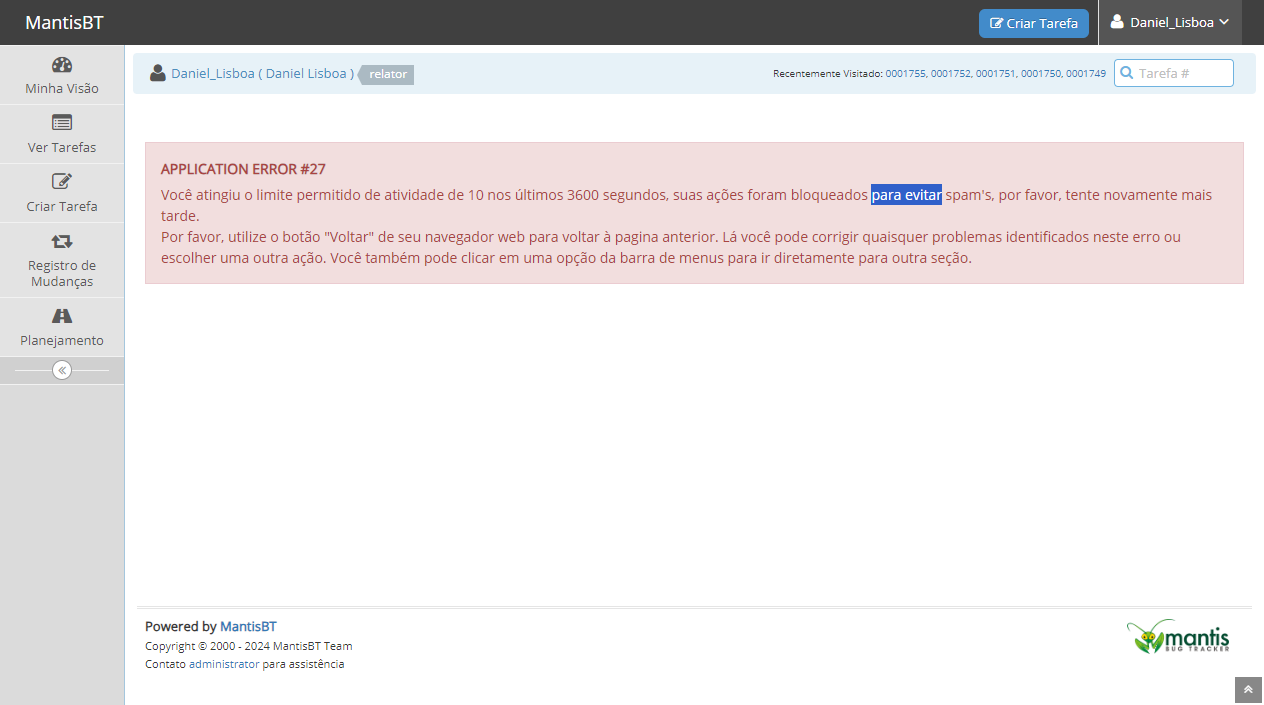 MantisBT
Criar Tarefa
Daniel_Lisboa
Minha Visão
Ver Tarefas
Criar Tarefa
Registro de
Mudanças
Planejamento
Daniel_Lisboa ( Daniel Lisboa ) relator
Recentemente Visitado: 0001755, 0001752, 0001751, 0001750, 0001749
Tarefa #
APPLICATION ERROR #27
Você atingiu o limite permitido de atividade de 10 nos últimos 3600 segundos, suas ações foram bloqueados para evitar spam's, por favor, tente novamente mais
tarde.
Por favor, utilize o botão "Voltar" de seu navegador web para voltar à pagina anterior. Lá você pode corrigir quaisquer problemas identificados neste erro ou
escolher uma outra ação. Você também pode clicar em uma opção da barra de menus para ir diretamente para outra seção.
Powered by MantisBT
Copyright © 2000 - 2024 MantisBT Team
Contato administrator para assistência
mantis
BUG TRACKER